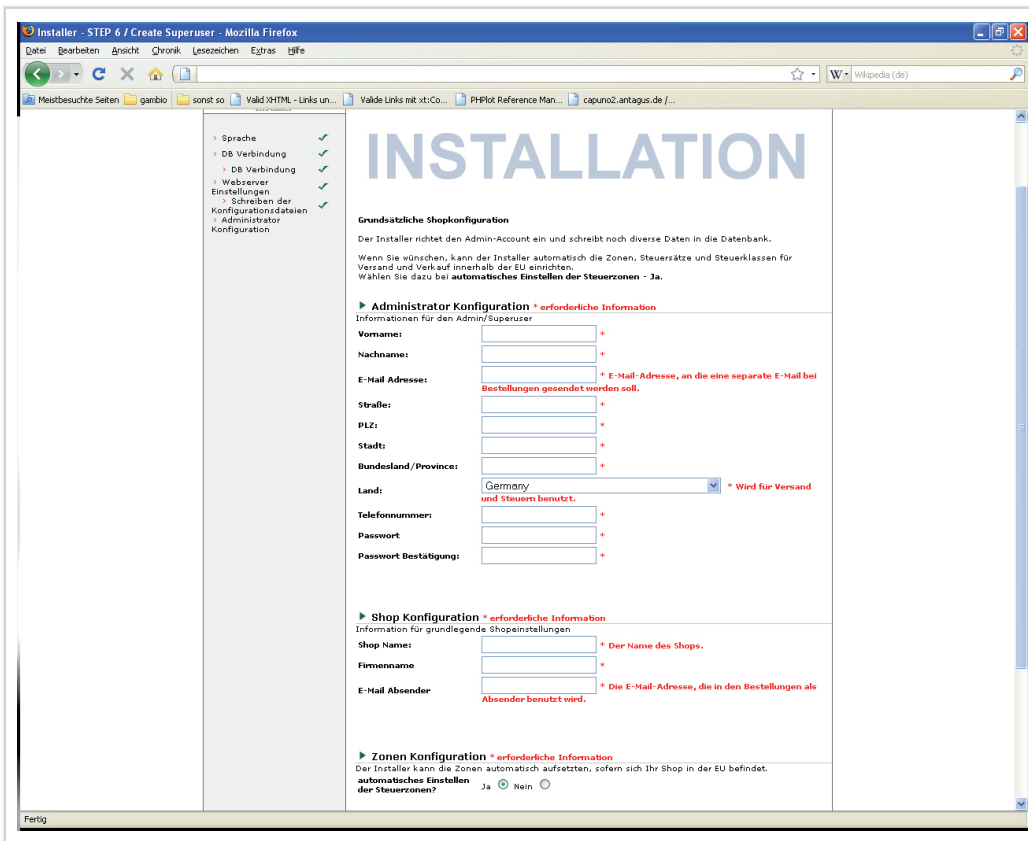 Installer - STEP 6 / Create Superuser - Mozilla Firefox
Datei Bearbeiten Ansicht Chronik Lesezeichen Extras Hilfe
W Wikipedia (de)
Meistbesuchte Seiten gambio sonst so Valid XHTML - Links un... Valide Links mit xt:Co... PHPlot Reference Man... capuno2.antagus.de /...
Installer
> Sprache
> DB Verbindung
> DB Verbindung
> Webserver
Einstellungen
> Schreiben der
Konfigurationsdateien
> Administrator
Konfiguration
INSTALLATION
Grundsätzliche Shopkonfiguration
Der Installer richtet den Admin-Account ein und schreibt noch diverse Daten in die Datenbank.
Wenn Sie wünschen, kann der Installer automatisch die Zonen, Steuersätze und Steuerklassen für
Versand und Verkauf innerhalb der EU einrichten.
Wählen Sie dazu bei automatisches Einstellen der Steuerzonen - Ja.
Administrator Konfiguration * erforderliche Information
Informationen für den Admin/Superuser
Vorname: *
Nachname: *
E-Mail Adresse: * E-Mail-Adresse, an die eine separate E-Mail bei
Bestellungen gesendet werden soll.
Straße: *
PLZ: *
Stadt: *
Bundesland/Province: *
Land: Germany * Wird für Versand
und Steuern benutzt.
Telefonnummer: *
Passwort *
Passwort Bestätigung: *
Shop Konfiguration * erforderliche Information
Information für grundlegende Shopeinstellungen
Shop Name: * Der Name des Shops.
Firmenname *
E-Mail Absender * Die E-Mail-Adresse, die in den Bestellungen als
Absender benutzt wird.
Zonen Konfiguration * erforderliche Information
Der Installer kann die Zonen automatisch aufsetzten, sofern sich Ihr Shop in der EU befindet.
automatisches Einstellen
der Steuerzonen? Ja Nein
Fertig